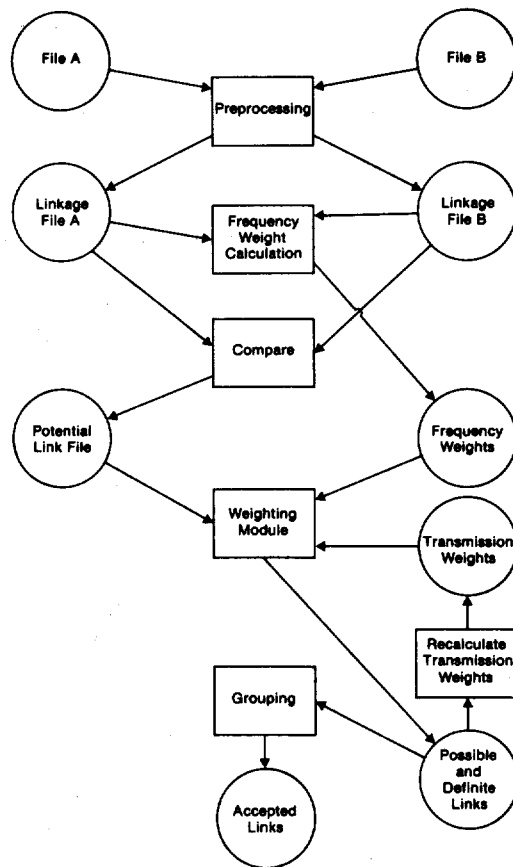 File A
File B
Preprocessing
Linkage
File A
Frequency
Weight
Calculation
Linkage
File B
Compare
Potential
Link File
Frequency
Weights
Weighting
Module
Transmission
Weights
Recalculate
Transmission
Weights
Grouping
Possible
and
Definite
Links
Accepted
Links